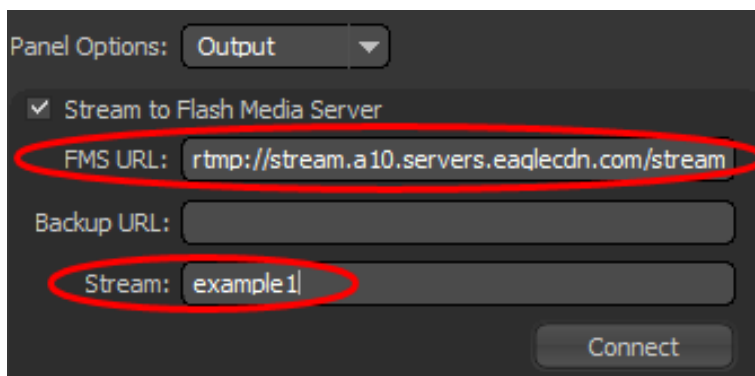 Panel Options: Output
Stream to Flash Media Server
FMS URL: rtmp://stream.a10.servers.eaglecdn.com/stream
Backup URL:
Stream: example1
Connect